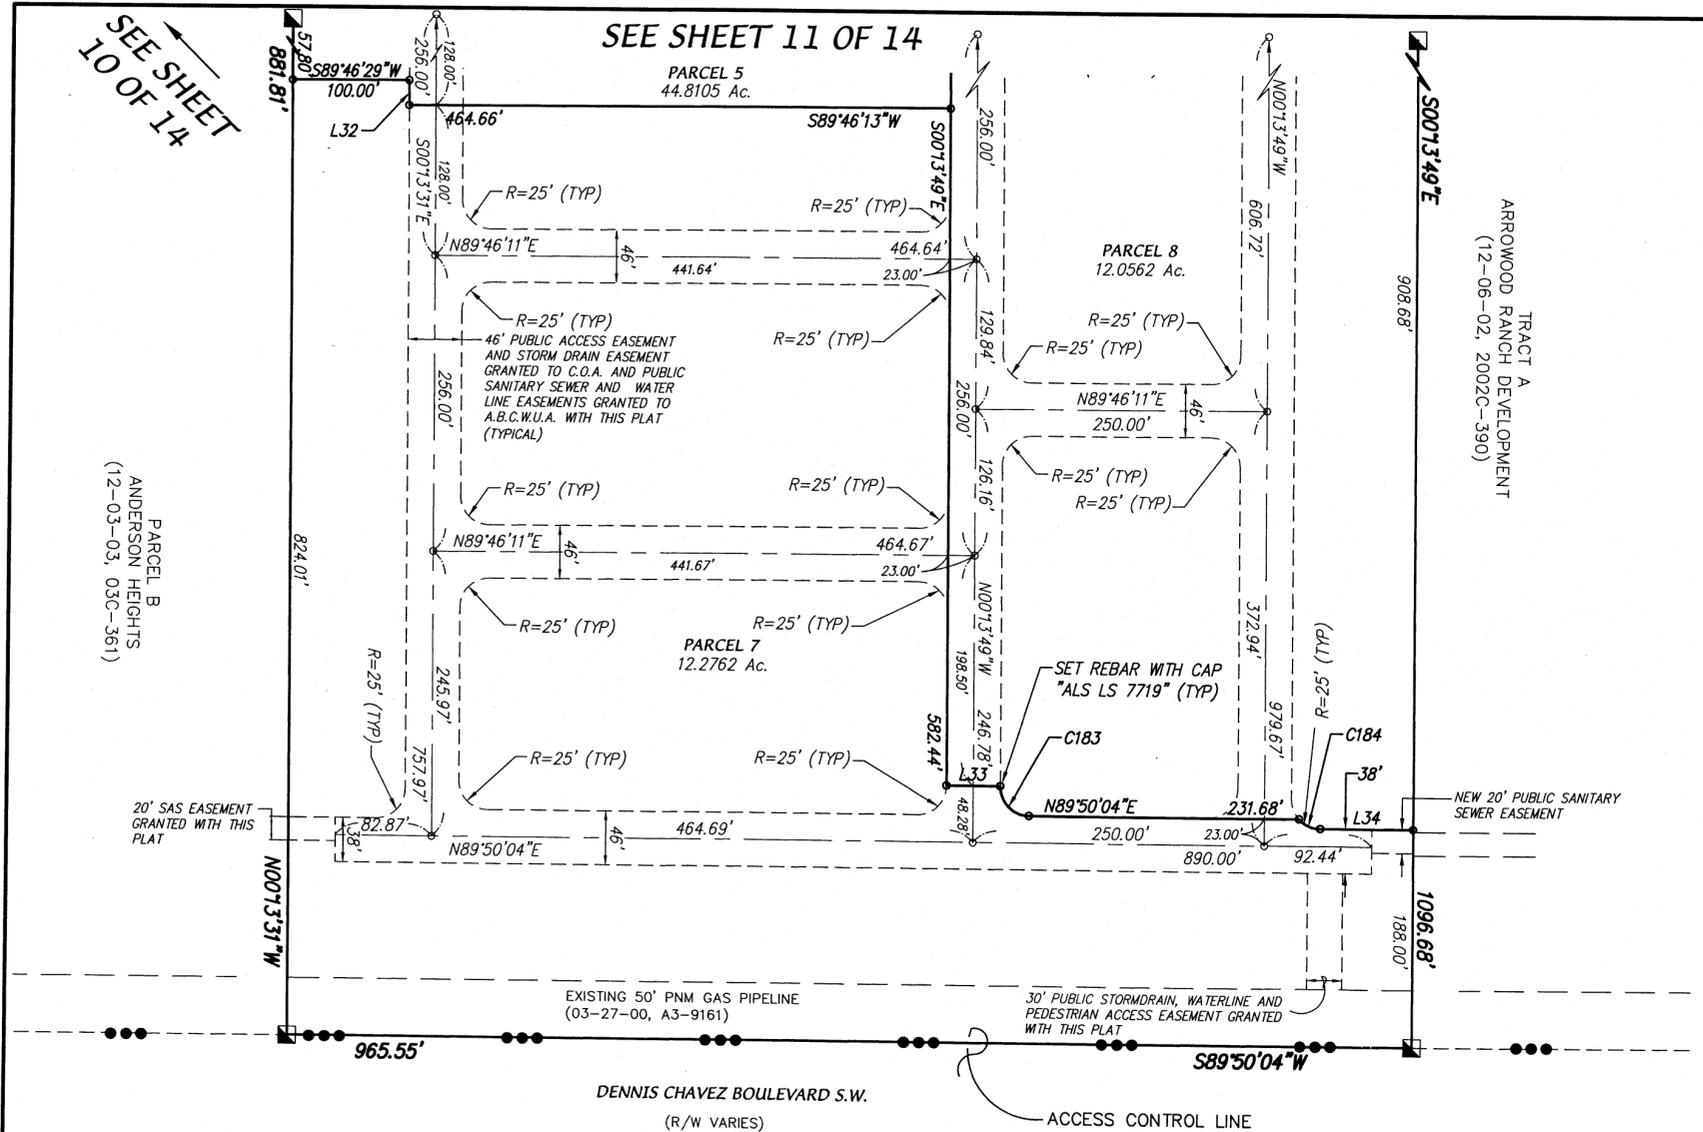 SEE SHEET 11 OF 14
SEE SHEET
10 OF 14
57.80'
881.81'
S89°46'29"W
100.00'
L32
256.00'
128.00'
PARCEL 5
44.8105 Ac.
464.66'
S89°46'13"W
S00°13'31"E
128.00'
S00°13'49"E
256.00'
N00°13'49"W
606.72'
S00°13'49"E
R=25' (TYP)
R=25' (TYP)
N89°46'11"E
46'
441.64'
464.64'
23.00'
PARCEL 8
12.0562 Ac.
908.68'
TRACT A
ARROWOOD RANCH DEVELOPMENT
(12-06-02, 2002C-390)
R=25' (TYP)
R=25' (TYP)
46' PUBLIC ACCESS EASEMENT
AND STORM DRAIN EASEMENT
GRANTED TO C.O.A. AND PUBLIC
SANITARY SEWER AND WATER
LINE EASEMENTS GRANTED TO
A.B.C.W.U.A. WITH THIS PLAT
(TYPICAL)
256.00'
129.84'
256.00'
126.16'
R=25' (TYP)
R=25' (TYP)
N89°46'11"E
250.00'
46'
R=25' (TYP)
R=25' (TYP)
PARCEL B
ANDERSON HEIGHTS
(12-03-03, 03C-361)
824.01'
R=25' (TYP)
R=25' (TYP)
N89°46'11"E
46'
441.67'
464.67'
23.00'
R=25' (TYP)
R=25' (TYP)
PARCEL 7
12.2762 Ac.
N00°13'49"W
198.50'
246.78'
372.94'
979.67'
R=25' (TYP)
SET REBAR WITH CAP
"ALS LS 7719" (TYP)
C183
C184
38'
R=25' (TYP)
245.97'
757.97'
R=25' (TYP)
R=25' (TYP)
582.44'
L33
48.28'
N89°50'04"E
231.68'
L34
NEW 20' PUBLIC SANITARY
SEWER EASEMENT
20' SAS EASEMENT
GRANTED WITH THIS
PLAT
38'
82.87'
N89°50'04"E
464.69'
46'
250.00'
23.00'
890.00'
92.44'
N00°13'31"W
1096.68'
188.00'
EXISTING 50' PNM GAS PIPELINE
(03-27-00, A3-9161)
30' PUBLIC STORMDRAIN, WATERLINE AND
PEDESTRIAN ACCESS EASEMENT GRANTED
WITH THIS PLAT
965.55'
S89°50'04"W
DENNIS CHAVEZ BOULEVARD S.W.
(R/W VARIES)
ACCESS CONTROL LINE